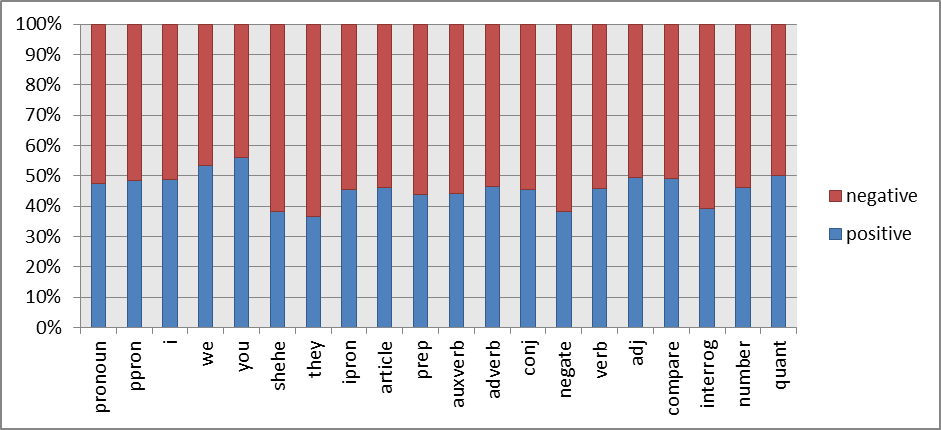 100%
90%
80%
70%
60%
50%
40%
30%
20%
10%
0%
pronoun
ppron
i
we
you
shehe
they
ipron
article
prep
auxverb
adverb
conj
negate
verb
adj
compare
interrog
number
quant
negative
positive